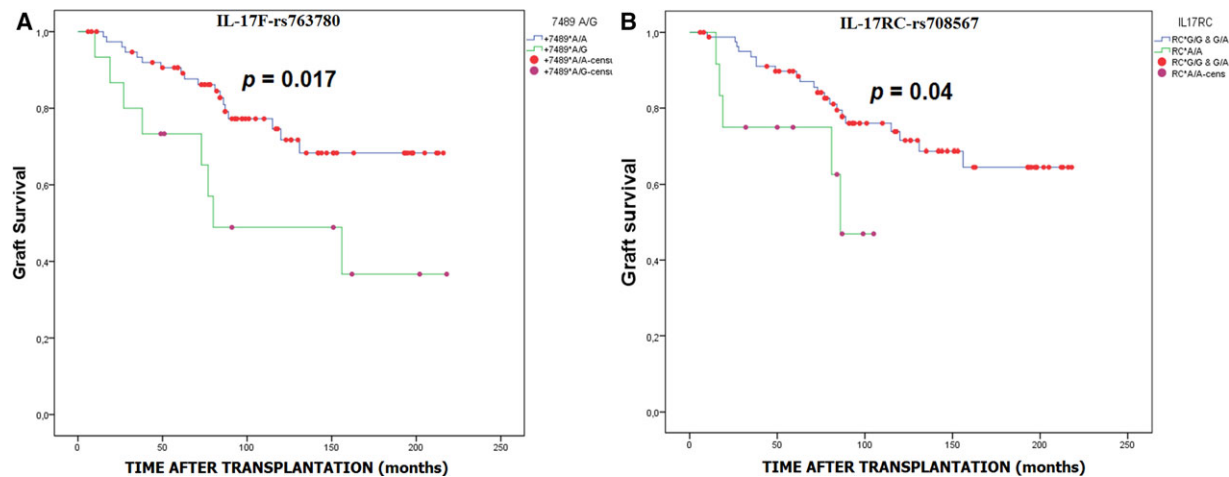 A
IL-17F-rs763780
7489 A/G
+7489*A/A
+7489*A/G
+7489*A/A-censu
+7489*A/G-censu
p = 0.017
Graft Survival
1,0
0,8
0,6
0,4
0,2
0,0
0
50
100
150
200
250
TIME AFTER TRANSPLANTATION (months)
B
IL-17RC-rs708567
IL17RC
RC*G/G & G/A
RC*A/A
RC*G/G & G/A
RC*A/A-cens
p = 0.04
Graft survival
1,0
0,8
0,6
0,4
0,2
0,0
0
50
100
150
200
250
TIME AFTER TRANSPLANTATION (months)